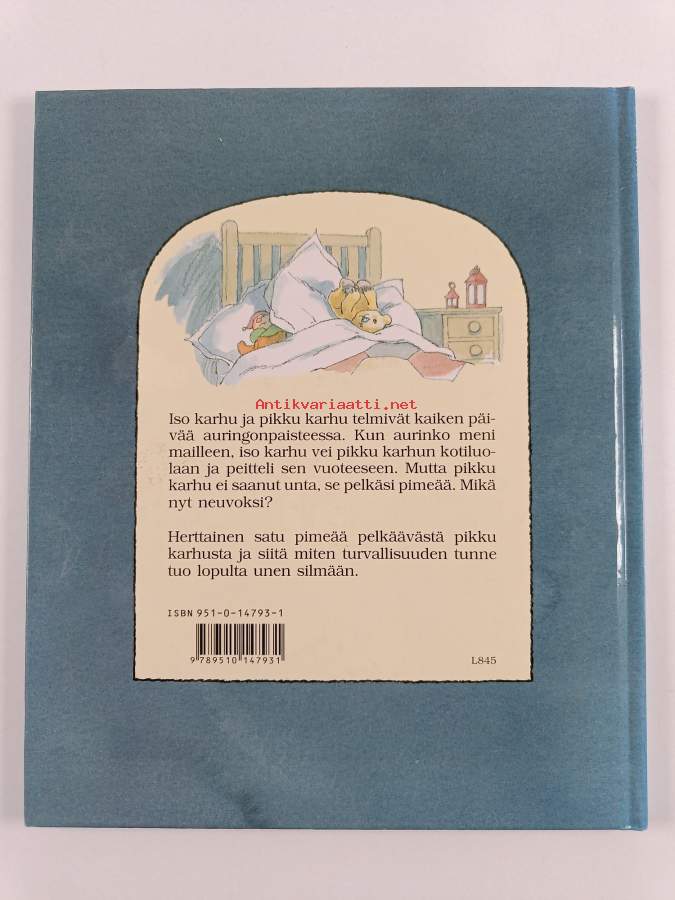 Antikvariaatti.net
Iso karhu ja pikku karhu telmivät kaiken päi-
vää auringonpaisteessa. Kun aurinko meni
mailleen, iso karhu vei pikku karhun kotiluo-
laan ja peitteli sen vuoteeseen. Mutta pikku
karhu ei saanut unta, se pelkäsi pimeää. Mikä
nyt neuvoksi?
Herttainen satu pimeää pelkäävästä pikku
karhusta ja siitä miten turvallisuuden tunne
tuo lopulta unen silmään.
ISBN 951-0-14793-1
9 789510 147931
L845